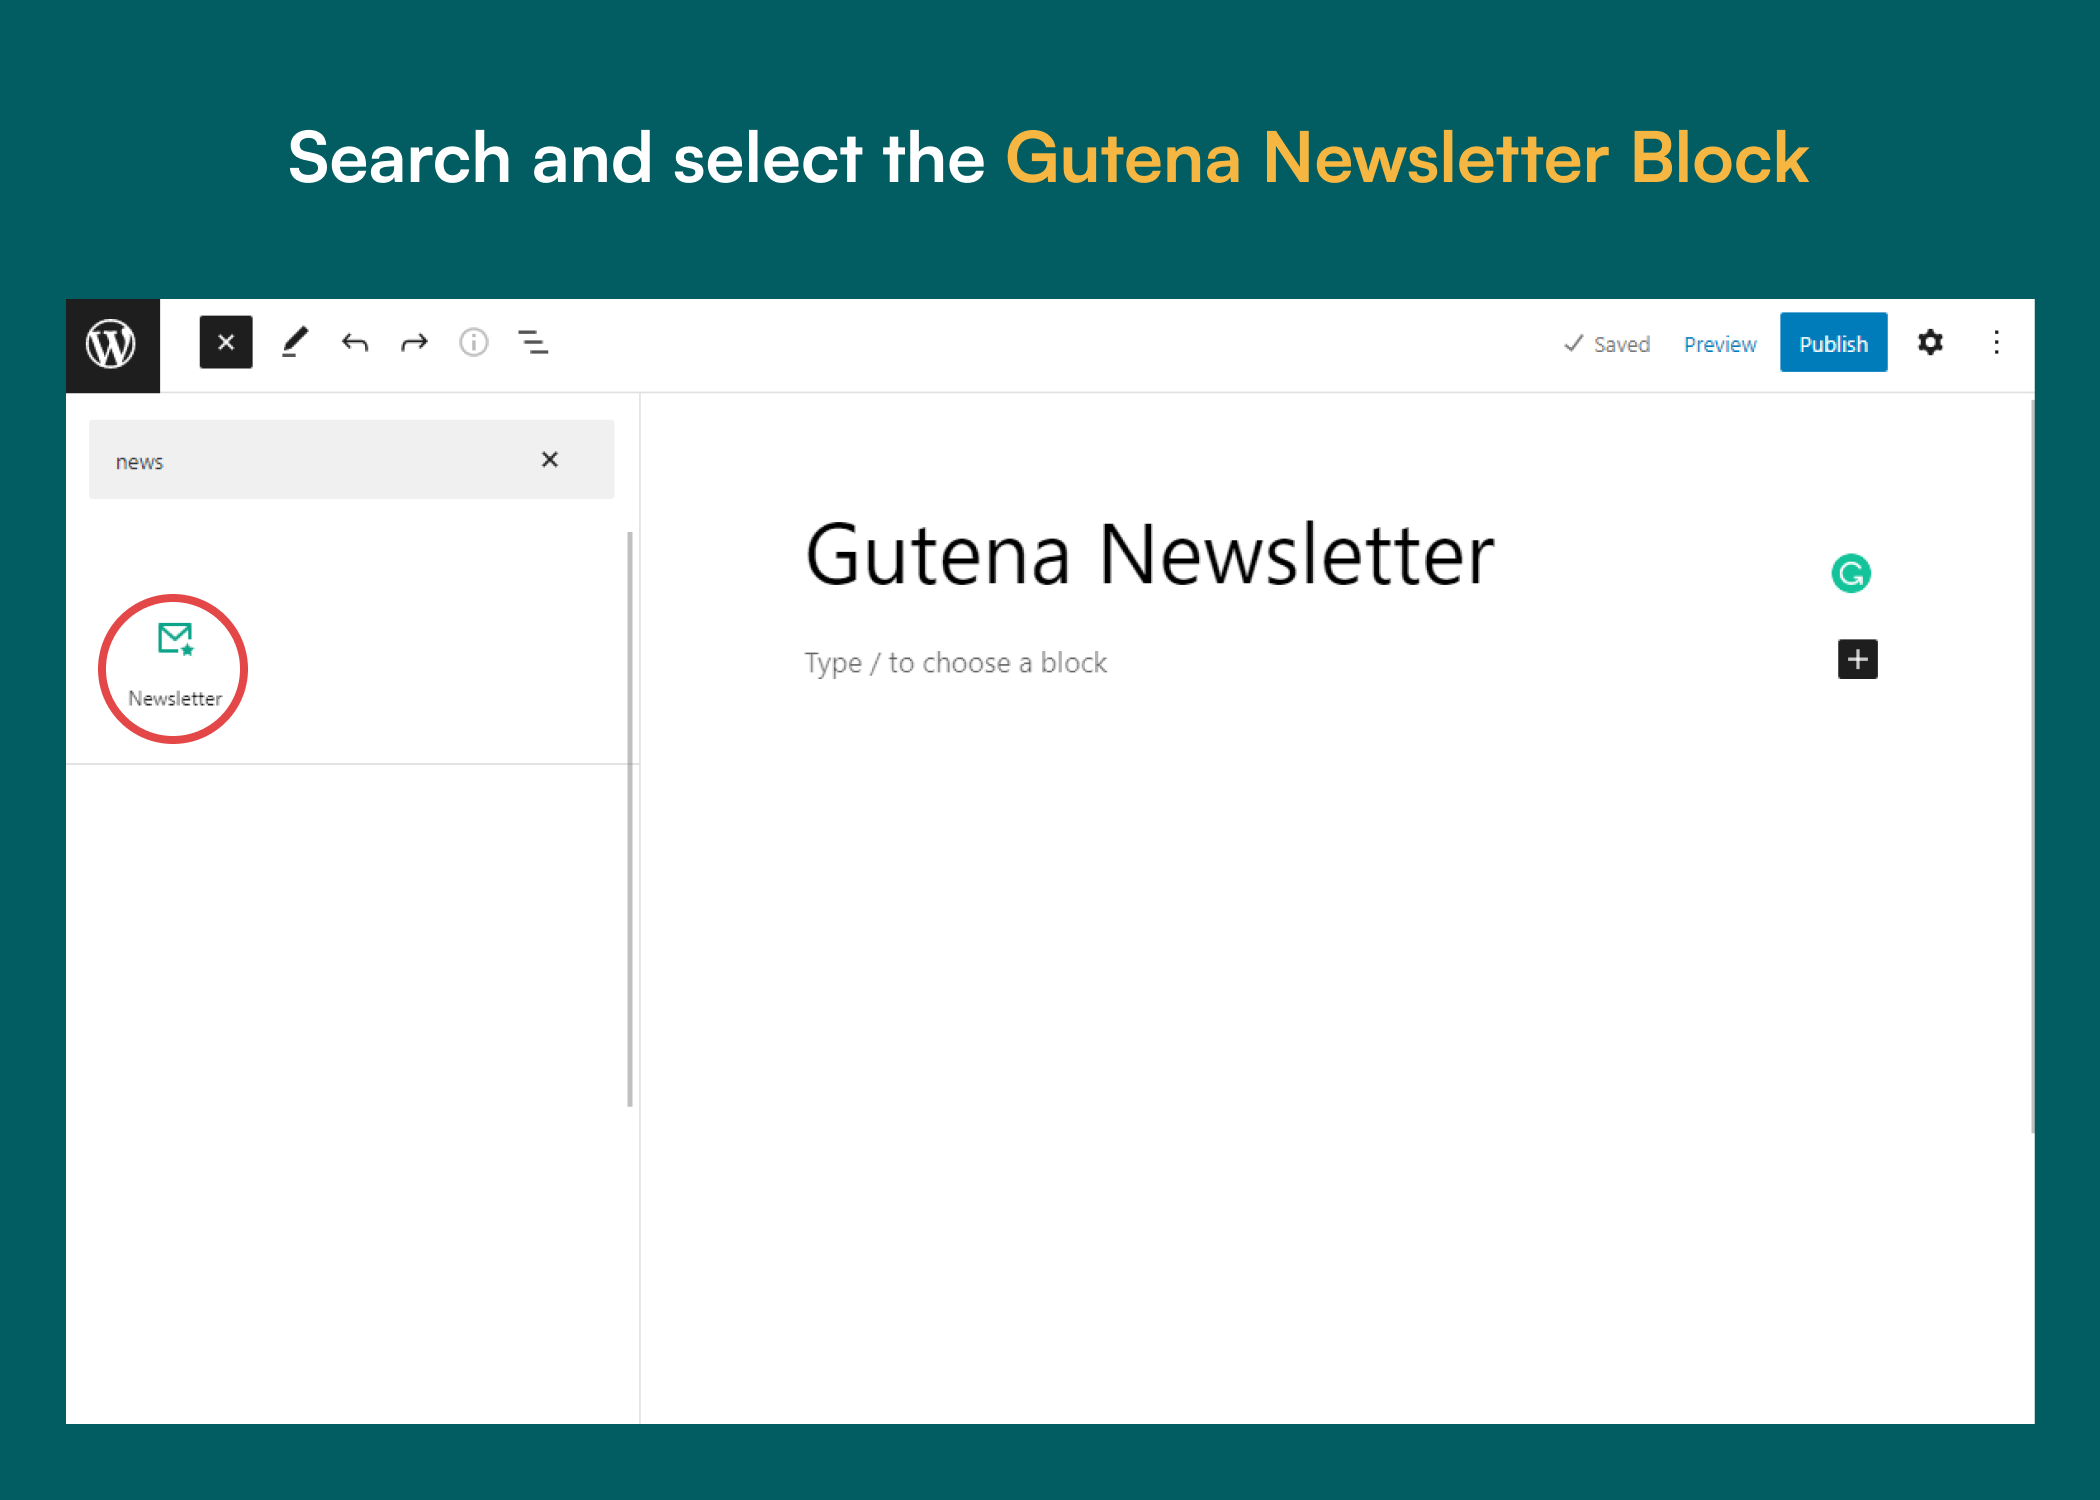 Search and select the Gutena Newsletter Block
Saved Preview Publish
news
Gutena Newsletter
Type / to choose a block
Newsletter